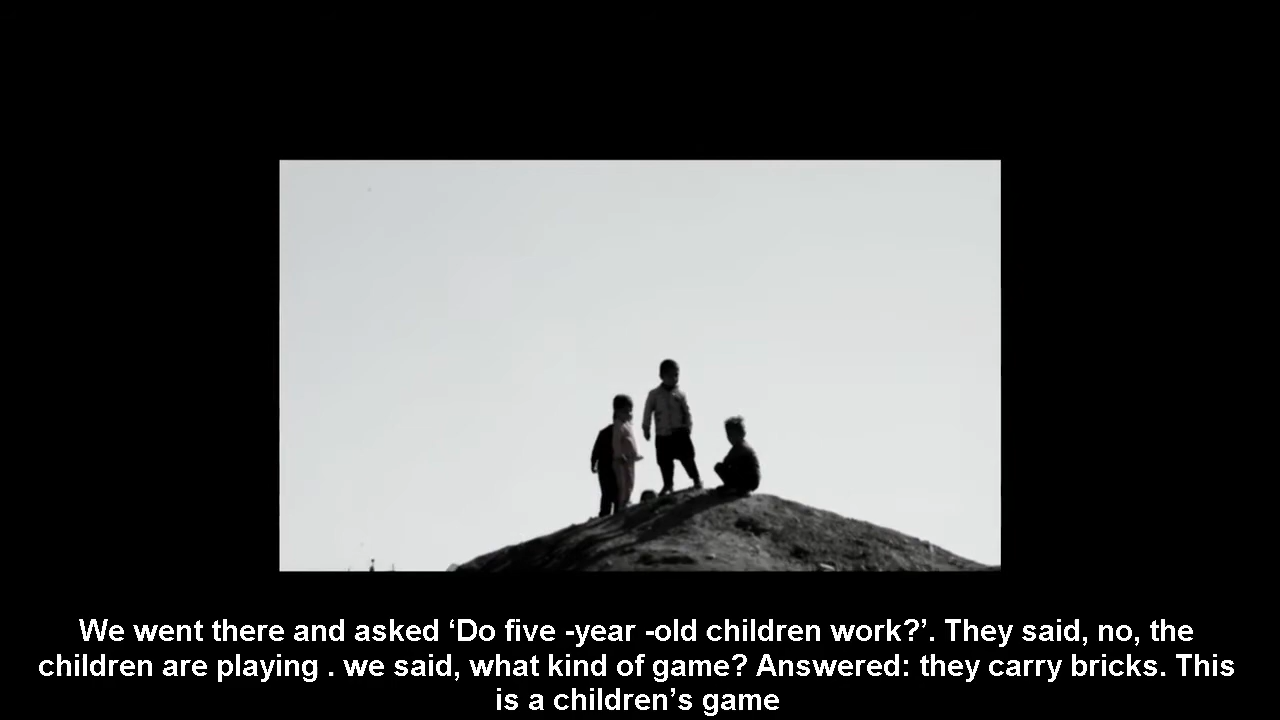 We went there and asked ‘Do five -year -old children work?’. They said, no, the
children are playing . we said, what kind of game? Answered: they carry bricks. This
is a children’s game